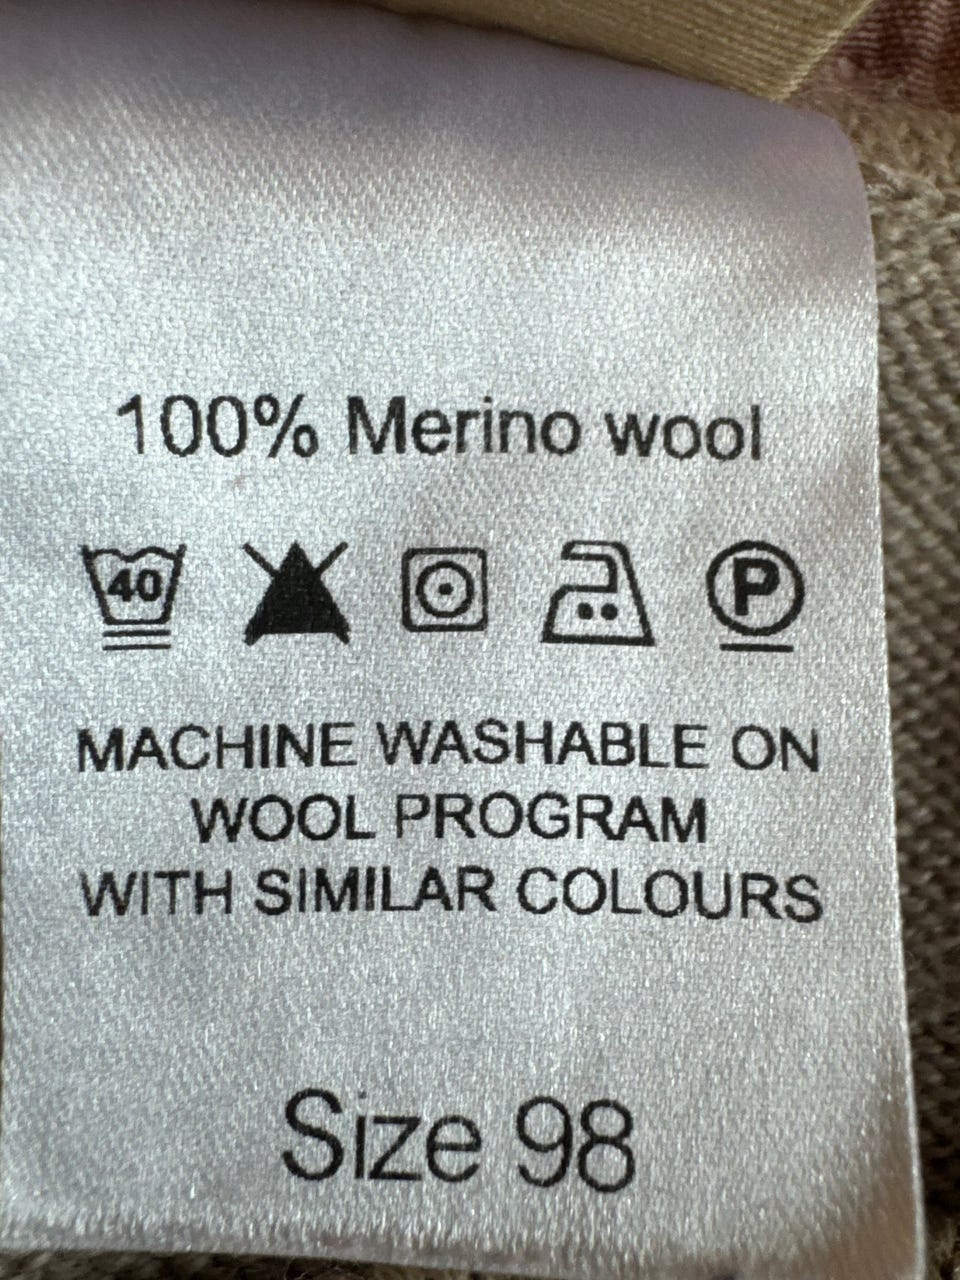 100% Merino wool
40 P
MACHINE WASHABLE ON
WOOL PROGRAM
WITH SIMILAR COLOURS
Size 98